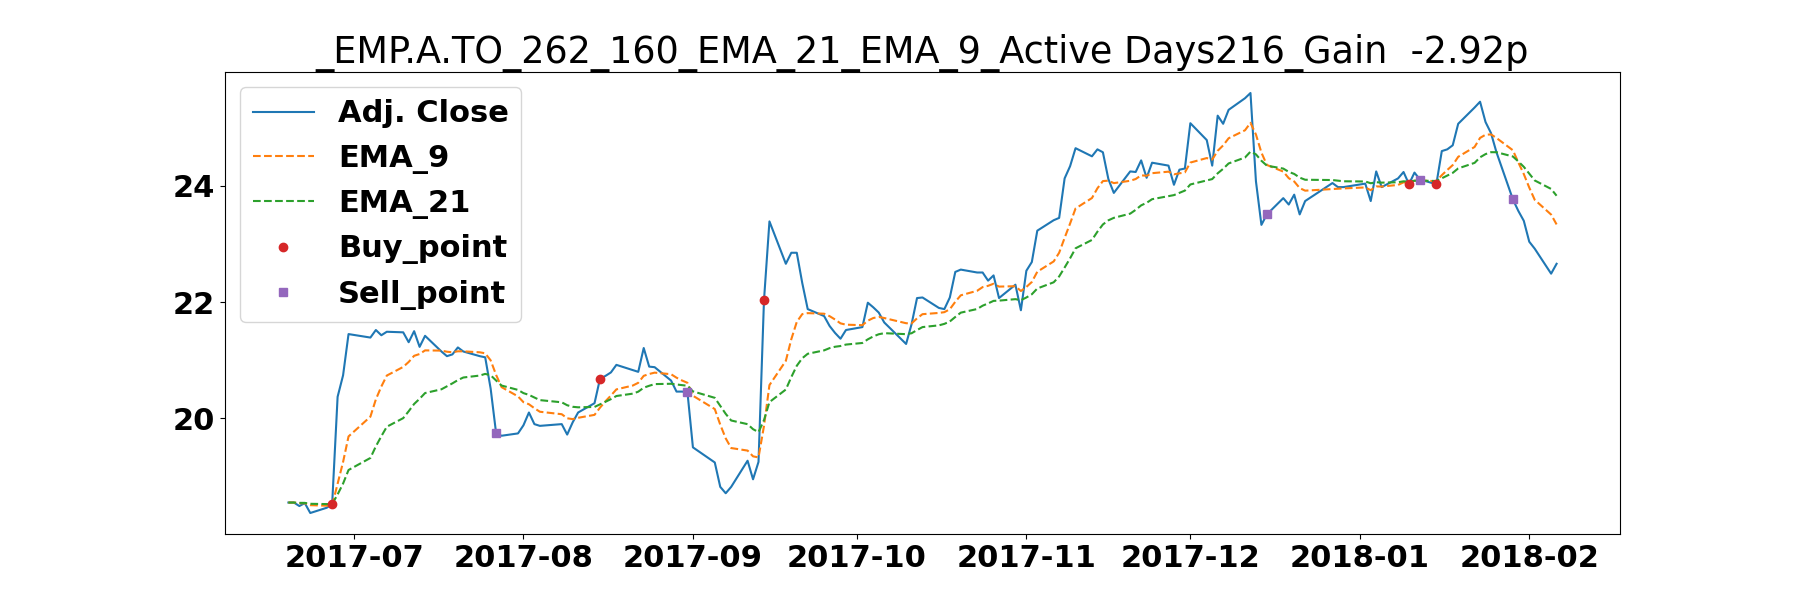 _EMP.A.TO_262_160_EMA_21_EMA_9_Active Days216_Gain  -2.92p
Adj. Close
EMA_9
EMA_21
Buy_point
Sell_point
24
22
20
2017-07 2017-08 2017-09 2017-10 2017-11 2017-12 2018-01 2018-02